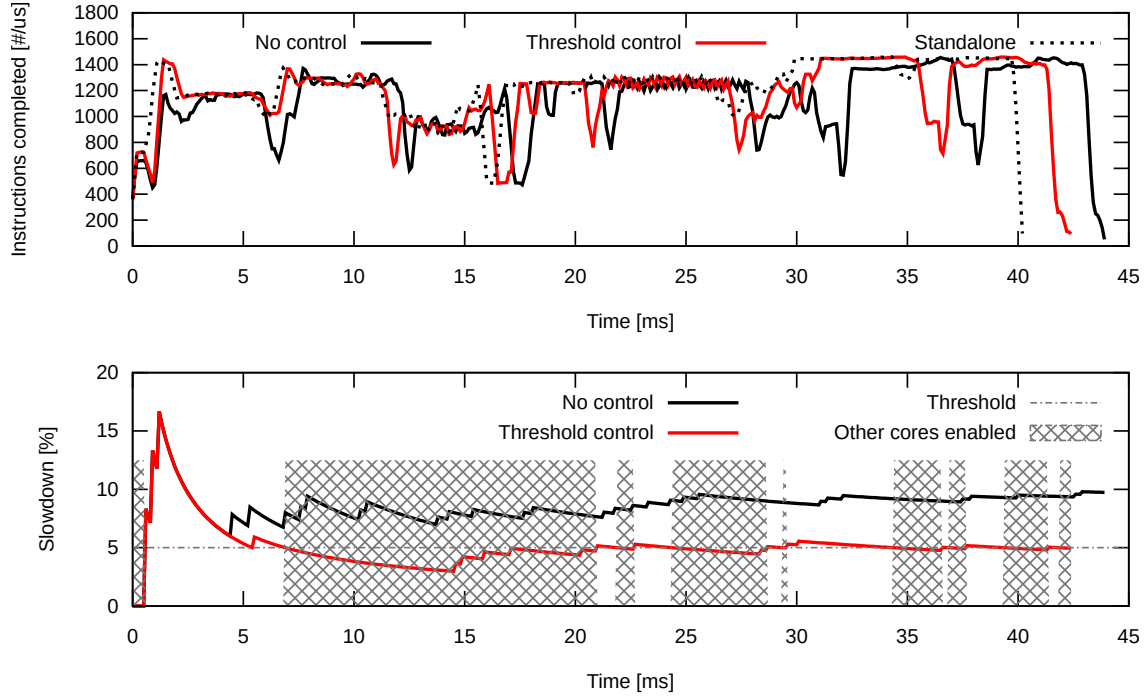 1800
1600
1400
1200
1000
800
600
400
200
0
Instructions completed [#/us]
No control
Threshold control
Standalone
0 5 10 15 20 25 30 35 40 45
Time [ms]
20
15
10
5
0
Slowdown [%]
No control
Threshold
Threshold control
Other cores enabled
0 5 10 15 20 25 30 35 40 45
Time [ms]